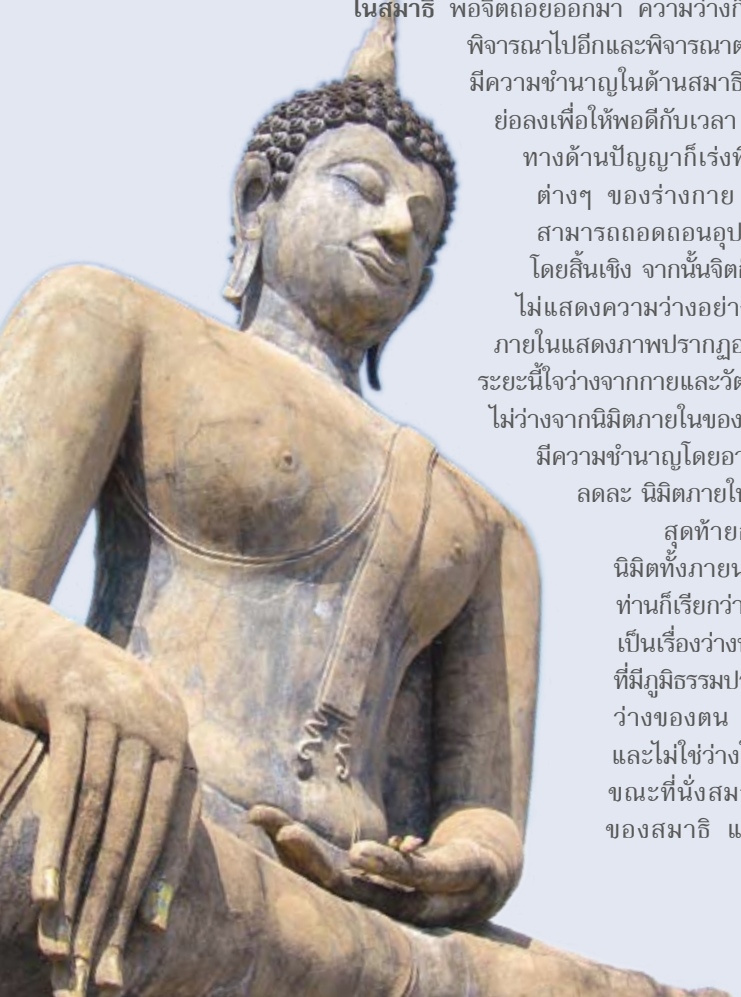 ในสมาธิ พอจิตถอยออกมา ความว่างก็
พิจารณาไปอีกและพิจารณาต
มีความชำนาญในด้านสมาธิ
ย่อลงเพื่อให้พอดีกับเวลา
ทางด้านปัญญาก็เร่งพิ
ต่างๆ ของร่างกาย
สามารถถอดถอนอุป
โดยสิ้นเชิง จากนั้นจิต
ไม่แสดงความว่างอย่า
ภายในแสดงภาพปรากฏอ
ระยะนี้ใจว่างจากกายและวัต
ไม่ว่างจากนิมิตภายในของ
มีความชำนาญโดยอา
ลดละ นิมิตภายใน
สุดท้าย
นิมิตทั้งภายน
ท่านก็เรียกว่า
เป็นเรื่องว่าง
ที่มีภูมิธรรมป
ว่างของตน
และไม่ใช่ว่าง
ขณะที่นั่งสม
ของสมาธิ แ